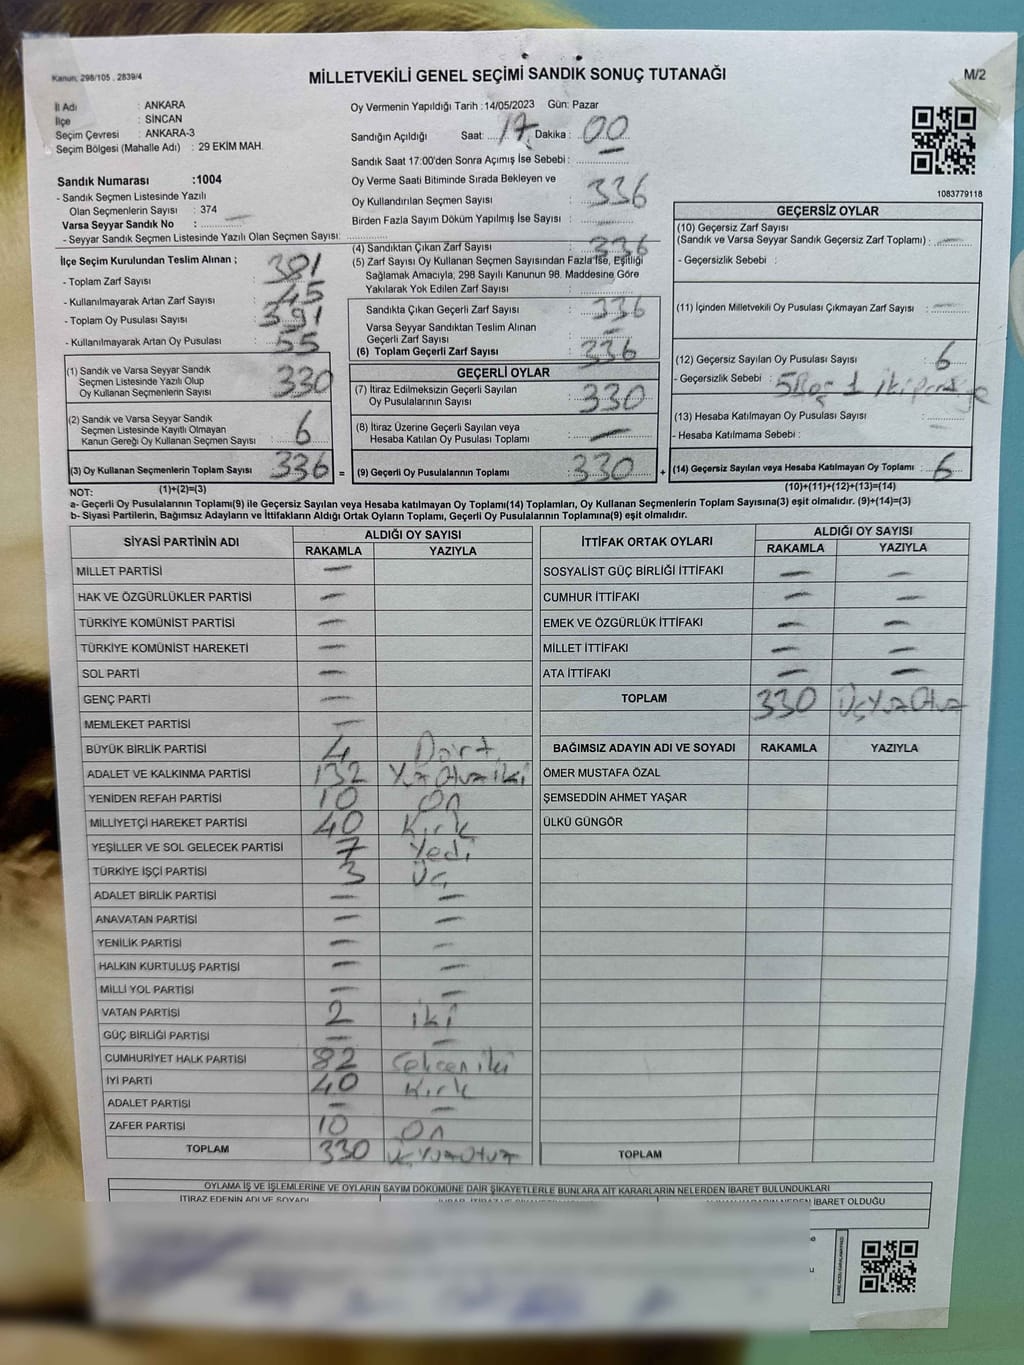 Kanun; 298/105 , 2839/4
MİLLETVEKİLİ GENEL SEÇİMİ SANDIK SONUÇ TUTANAĞI
M/2
İl Adı : ANKARA
İlçe : SİNCAN
Seçim Çevresi : ANKARA-3
Seçim Bölgesi (Mahalle Adı) : 29 EKİM MAH.
Sandık Numarası :1004
- Sandık Seçmen Listesinde Yazılı
Olan Seçmenlerin Sayısı : 374
Varsa Seyyar Sandık No : —
- Seyyar Sandık Seçmen Listesinde Yazılı Olan Seçmen Sayısı:
İlçe Seçim Kurulundan Teslim Alınan ;
- Toplam Zarf Sayısı : 381
- Kullanılmayarak Artan Zarf Sayısı : 45
- Toplam Oy Pusulası Sayısı : 391
- Kullanılmayarak Artan Oy Pusulası : 55
(1) Sandık ve Varsa Seyyar Sandık
Seçmen Listesinde Yazılı Olup
Oy Kullanan Seçmenlerin Sayısı : 330
(2) Sandık ve Varsa Seyyar Sandık
Seçmen Listesinde Kayıtlı Olmayan
Kanun Gereği Oy Kullanan Seçmen Sayısı : 6
(3) Oy Kullanan Seçmenlerin Toplam Sayısı : 336
Oy Vermenin Yapıldığı Tarih :14/05/2023 Gün: Pazar
Sandığın Açıldığı Saat: 17 Dakika : 00
Sandık Saat 17:00'den Sonra Açımış İse Sebebi :
Oy Verme Saati Bitiminde Sırada Bekleyen ve
Oy Kullandırılan Seçmen Sayısı : 336
Birden Fazla Sayım Döküm Yapılmış İse Sayısı :
(4) Sandıktan Çıkan Zarf Sayısı : 336
(5) Zarf Sayısı Oy Kullanan Seçmen Sayısından Fazla İse, Eşitliği
Sağlamak Amacıyla; 298 Sayılı Kanunun 98. Maddesine Göre
Yakılarak Yok Edilen Zarf Sayısı :
Sandıkta Çıkan Geçerli Zarf Sayısı : 336
Varsa Seyyar Sandıktan Teslim Alınan
Geçerli Zarf Sayısı : —
(6) Toplam Geçerli Zarf Sayısı : 336
GEÇERLİ OYLAR
(7) İtiraz Edilmeksizin Geçerli Sayılan
Oy Pusulalarının Sayısı : 330
(8) İtiraz Üzerine Geçerli Sayılan veya
Hesaba Katılan Oy Pusulası Toplamı : —
= (9) Geçerli Oy Pusulalarının Toplamı : 330
1083779118
GEÇERSİZ OYLAR
(10) Geçersiz Zarf Sayısı
(Sandık ve Varsa Seyyar Sandık Geçersiz Zarf Toplamı) : —
- Geçersizlik Sebebi :
(11) İçinden Milletvekili Oy Pusulası Çıkmayan Zarf Sayısı : —
(12) Geçersiz Sayılan Oy Pusulası Sayısı : 6
- Geçersizlik Sebebi : 5 Boş 1
(13) Hesaba Katılmayan Oy Pusulası Sayısı : —
- Hesaba Katılmama Sebebi :
+ (14) Geçersiz Sayılan veya Hesaba Katılmayan Oy Toplamı : 6
NOT: (1)+(2)=(3)
(10)+(11)+(12)+(13)=(14)
a- Geçerli Oy Pusulalarının Toplamı(9) ile Geçersiz Sayılan veya Hesaba katılmayan Oy Toplamı(14) Toplamları, Oy Kullanan Seçmenlerin Toplam Sayısına(3) eşit olmalıdır. (9)+(14)=(3)
b- Siyasi Partilerin, Bağımsız Adayların ve İttifakların Aldığı Ortak Oyların Toplamı, Geçerli Oy Pusulalarının Toplamına(9) eşit olmalıdır.
SİYASİ PARTİNİN ADI ALDIĞI OY SAYISI
RAKAMLA YAZIYLA
MİLLET PARTİSİ —
HAK VE ÖZGÜRLÜKLER PARTİSİ —
TÜRKİYE KOMÜNİST PARTİSİ —
TÜRKİYE KOMÜNİST HAREKETİ —
SOL PARTİ —
GENÇ PARTİ —
MEMLEKET PARTİSİ —
BÜYÜK BİRLİK PARTİSİ 4 Dört
ADALET VE KALKINMA PARTİSİ 132 Yüz Otuz iki
YENİDEN REFAH PARTİSİ 10 On
MİLLİYETÇİ HAREKET PARTİSİ 40 Kırk
YEŞİLLER VE SOL GELECEK PARTİSİ 7 Yedi
TÜRKİYE İŞÇİ PARTİSİ 3 Üç
ADALET BİRLİK PARTİSİ — —
ANAVATAN PARTİSİ — —
YENİLİK PARTİSİ — —
HALKIN KURTULUŞ PARTİSİ — —
MİLLİ YOL PARTİSİ — —
VATAN PARTİSİ 2 iki
GÜÇ BİRLİĞİ PARTİSİ — —
CUMHURİYET HALK PARTİSİ 82 Seksen iki
İYİ PARTİ 40 Kırk
ADALET PARTİSİ — —
ZAFER PARTİSİ 10 On
TOPLAM 330 Üç Yüz Otuz
İTTİFAK ORTAK OYLARI ALDIĞI OY SAYISI
RAKAMLA YAZIYLA
SOSYALİST GÜÇ BİRLİĞİ İTTİFAKI — —
CUMHUR İTTİFAKI — —
EMEK VE ÖZGÜRLÜK İTTİFAKI — —
MİLLET İTTİFAKI — —
ATA İTTİFAKI — —
TOPLAM 330 Üç Yüz Otuz
BAĞIMSIZ ADAYIN ADI VE SOYADI RAKAMLA YAZIYLA
ÖMER MUSTAFA ÖZAL
ŞEMSEDDİN AHMET YAŞAR
ÜLKÜ GÜNGÖR
TOPLAM
OYLAMA İŞ VE İŞLEMLERİNE VE OYLARIN SAYIM DÖKÜMÜNE DAİR ŞİKAYETLERLE BUNLARA AİT KARARLARIN NELERDEN İBARET BULUNDUKLARI
İTİRAZ EDENİN ADI VE SOYADI
İBARET OLDUĞU